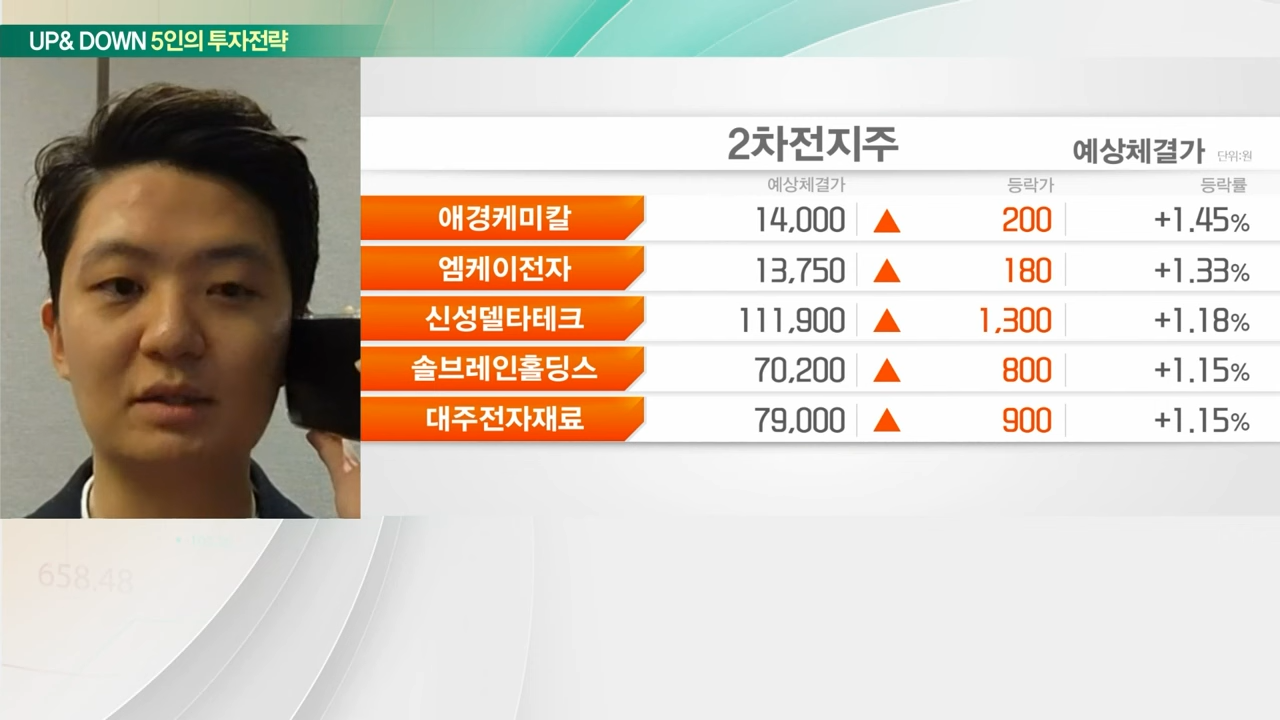 UP& DOWN 5인의 투자전략
2차전지주 예상체결가 단위:원
예상체결가 등락가 등락률
애경케미칼 14,000 ▲ 200 +1.45%
엠케이전자 13,750 ▲ 180 +1.33%
신성델타테크 111,900 ▲ 1,300 +1.18%
솔브레인홀딩스 70,200 ▲ 800 +1.15%
대주전자재료 79,000 ▲ 900 +1.15%
658.48